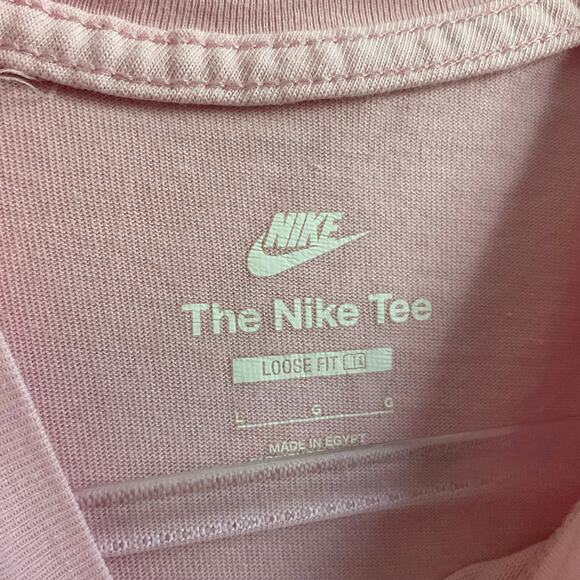 NIKE
The Nike Tee
LOOSE FIT
L G G
MADE IN EGYPT